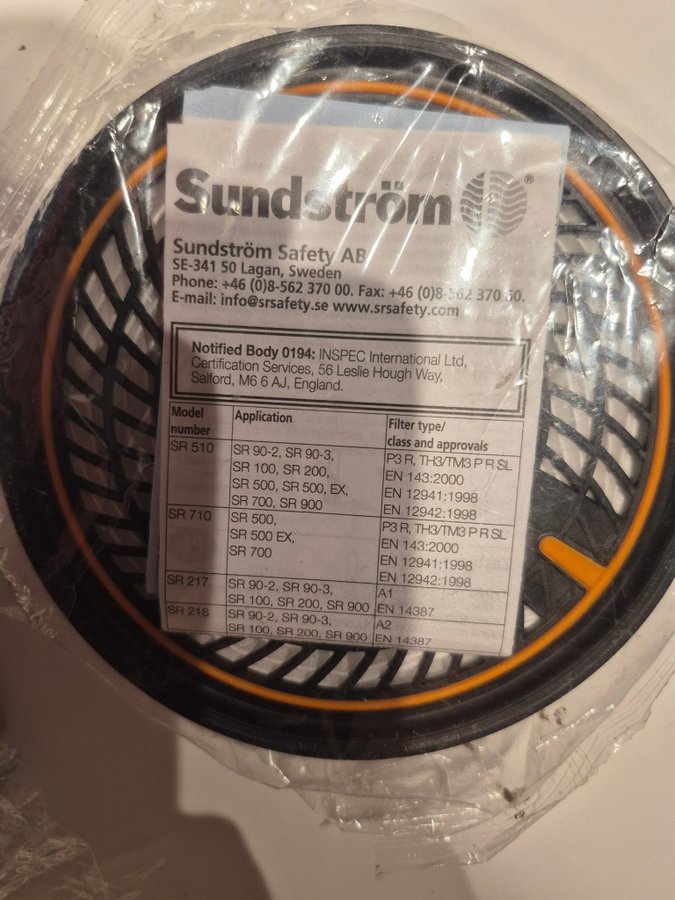 Sundström ®
Sundström Safety AB
SE-341 50 Lagan, Sweden
Phone: +46 (0)8-562 370 00. Fax: +46 (0)8-562 370 60.
E-mail: info@srsafety.se www.srsafety.com
Notified Body 0194: INSPEC International Ltd,
Certification Services, 56 Leslie Hough Way,
Salford, M6 6 AJ, England.
Model number
Application
Filter type/
class and approvals
SR 510
SR 90-2, SR 90-3,
SR 100, SR 200,
SR 500, SR 500, EX,
SR 700, SR 900
P3 R, TH3/TM3 P R SL
EN 143:2000
EN 12941:1998
EN 12942:1998
SR 710
SR 500,
SR 500 EX,
SR 700
P3 R, TH3/TM3 P R SL
EN 143:2000
EN 12941:1998
EN 12942:1998
SR 217
SR 90-2, SR 90-3,
SR 100, SR 200, SR 900
A1
EN 14387
SR 218
SR 90-2, SR 90-3,
SR 100, SR 200, SR 900
A2
EN 14387